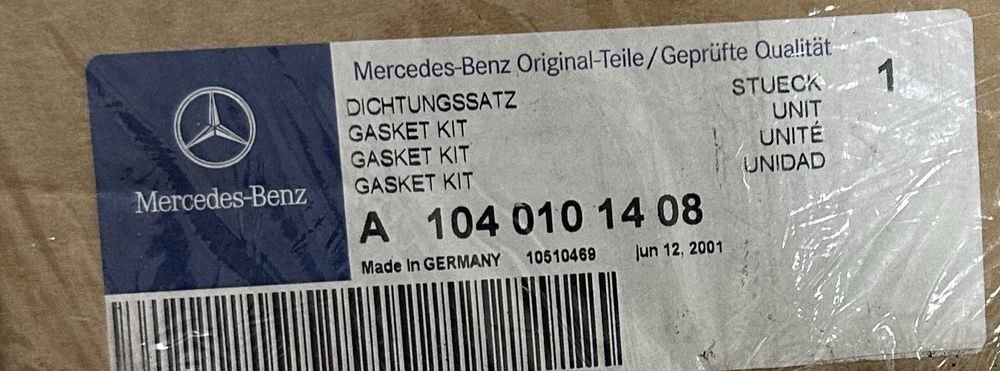 Mercedes-Benz
Mercedes-Benz Original-Teile/Geprüfte Qualität
DICHTUNGSSATZ STUECK 1
GASKET KIT UNIT
GASKET KIT UNITÉ
GASKET KIT UNIDAD
A 104 010 14 08
Made In GERMANY 10510469 Jun 12, 2001